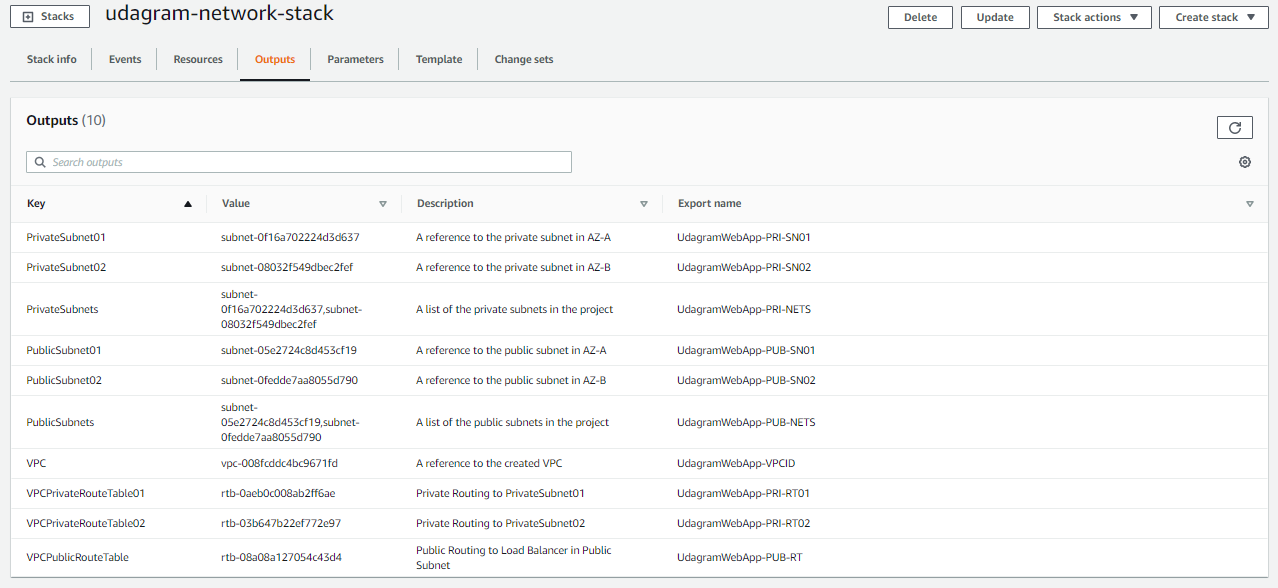 Stacks
udagram-network-stack
Delete
Update
Stack actions
Create stack
Stack info
Events
Resources
Outputs
Parameters
Template
Change sets
Outputs (10)
Search outputs
Key Value Description Export name
PrivateSubnet01 subnet-0f16a702224d3d637 A reference to the private subnet in AZ-A UdagramWebApp-PRI-SN01
PrivateSubnet02 subnet-08032f549dbec2fef A reference to the private subnet in AZ-B UdagramWebApp-PRI-SN02
subnet-
PrivateSubnets 0f16a702224d3d637,subnet- A list of the private subnets in the project UdagramWebApp-PRI-NETS
08032f549dbec2fef
PublicSubnet01 subnet-05e2724c8d453cf19 A reference to the public subnet in AZ-A UdagramWebApp-PUB-SN01
PublicSubnet02 subnet-0fedde7aa8055d790 A reference to the public subnet in AZ-B UdagramWebApp-PUB-SN02
subnet-
PublicSubnets 05e2724c8d453cf19,subnet- A list of the public subnets in the project UdagramWebApp-PUB-NETS
0fedde7aa8055d790
VPC vpc-008fcddc4bc9671fd A reference to the created VPC UdagramWebApp-VPCID
VPCPrivateRouteTable01 rtb-0aeb0c008ab2ff6ae Private Routing to PrivateSubnet01 UdagramWebApp-PRI-RT01
VPCPrivateRouteTable02 rtb-03b647b22ef772e97 Private Routing to PrivateSubnet02 UdagramWebApp-PRI-RT02
VPCPublicRouteTable rtb-08a08a127054c43d4 Public Routing to Load Balancer in Public UdagramWebApp-PUB-RT
Subnet